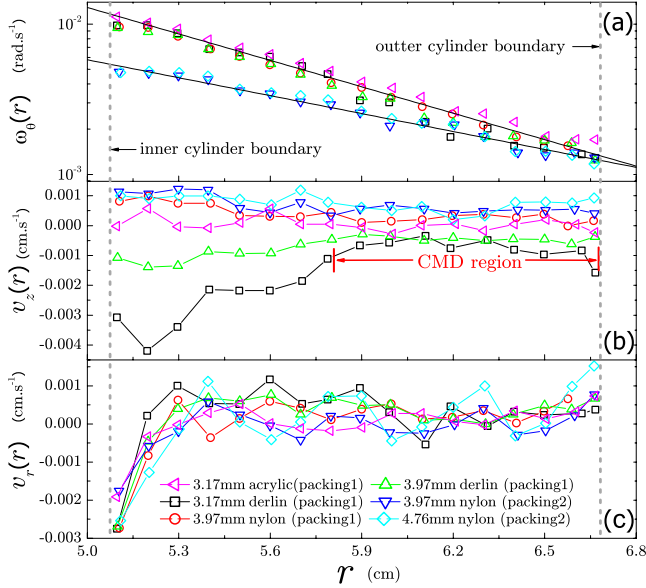 (a)
ω_θ(r) (rad.s⁻¹)
10⁻²
10⁻³
outter cylinder boundary
inner cylinder boundary
(b)
v_z(r) (cm.s⁻¹)
0.001
0.000
-0.001
-0.002
-0.003
-0.004
CMD region
(c)
v_r(r) (cm.s⁻¹)
0.001
0.000
-0.001
-0.002
-0.003
3.17mm acrylic(packing1)
3.17mm derlin (packing1)
3.97mm nylon (packing1)
3.97mm derlin (packing1)
3.97mm nylon (packing2)
4.76mm nylon (packing2)
5.0 5.3 5.6 5.9 6.2 6.5 6.8
r (cm)